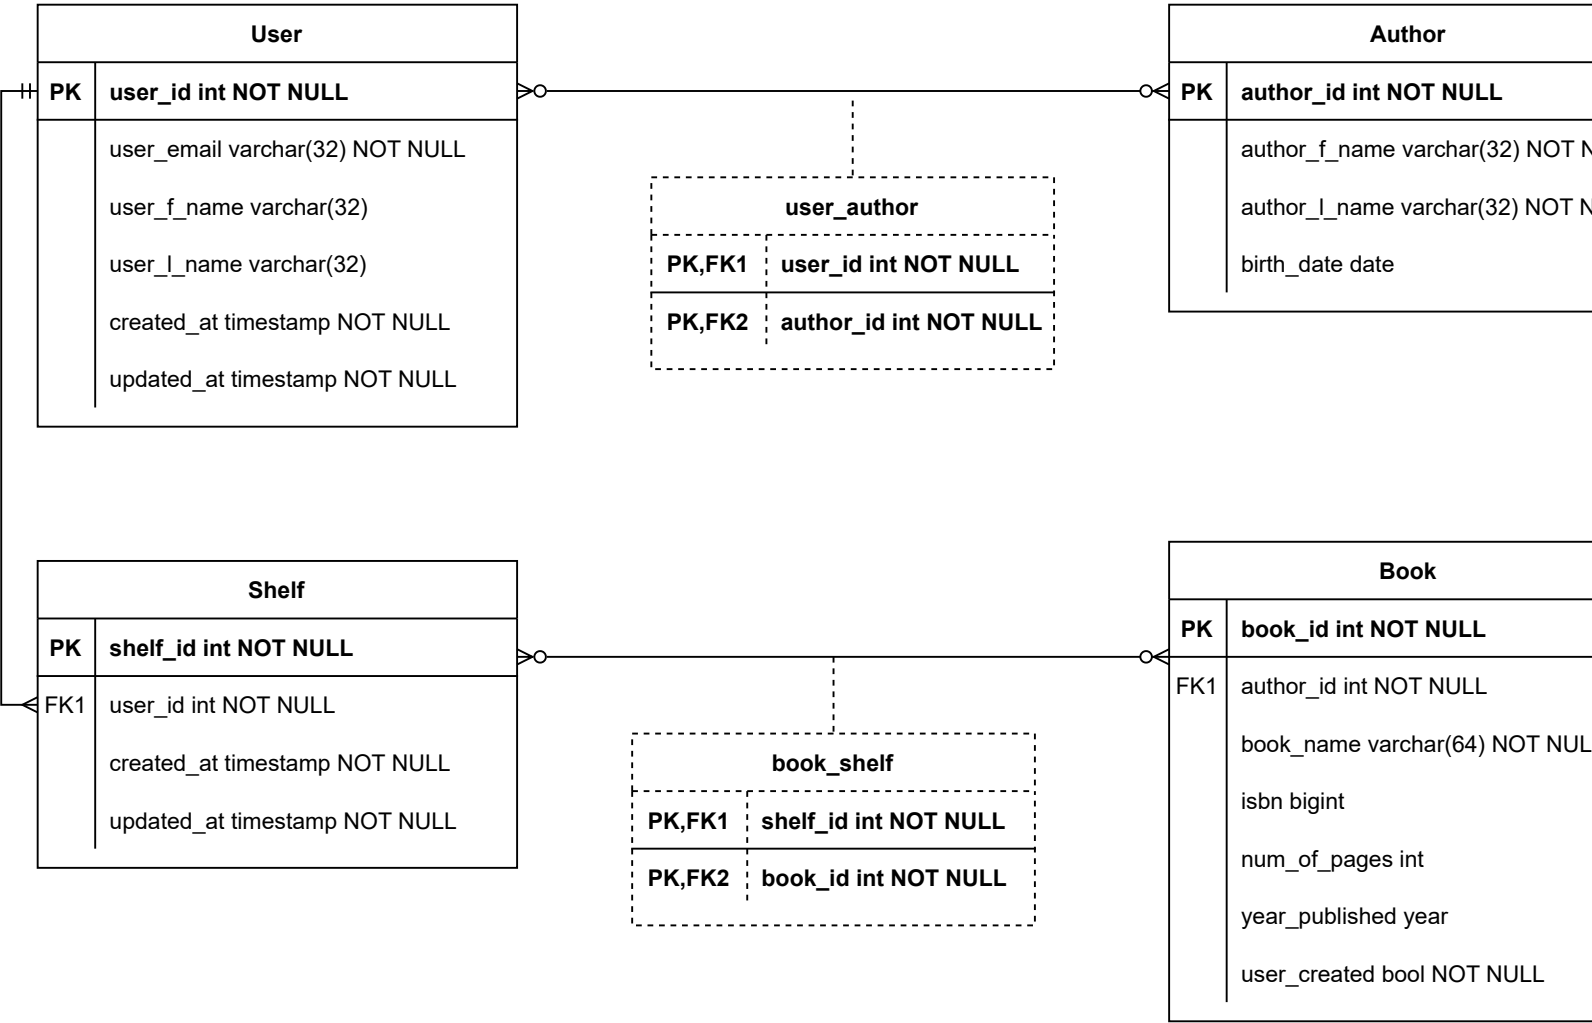 User
PK user_id int NOT NULL
user_email varchar(32) NOT NULL
user_f_name varchar(32)
user_l_name varchar(32)
created_at timestamp NOT NULL
updated_at timestamp NOT NULL
Author
PK author_id int NOT NULL
author_f_name varchar(32) NOT N
author_l_name varchar(32) NOT N
birth_date date
user_author
PK,FK1 user_id int NOT NULL
PK,FK2 author_id int NOT NULL
Shelf
PK shelf_id int NOT NULL
FK1 user_id int NOT NULL
created_at timestamp NOT NULL
updated_at timestamp NOT NULL
book_shelf
PK,FK1 shelf_id int NOT NULL
PK,FK2 book_id int NOT NULL
Book
PK book_id int NOT NULL
FK1 author_id int NOT NULL
book_name varchar(64) NOT NUL
isbn bigint
num_of_pages int
year_published year
user_created bool NOT NULL